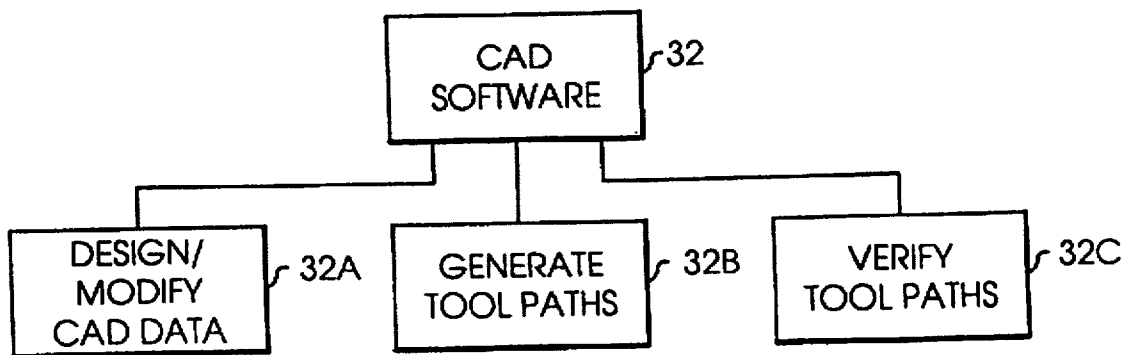 CAD
SOFTWARE
32
DESIGN/
MODIFY
CAD DATA
32A
GENERATE
TOOL PATHS
32B
VERIFY
TOOL PATHS
32C